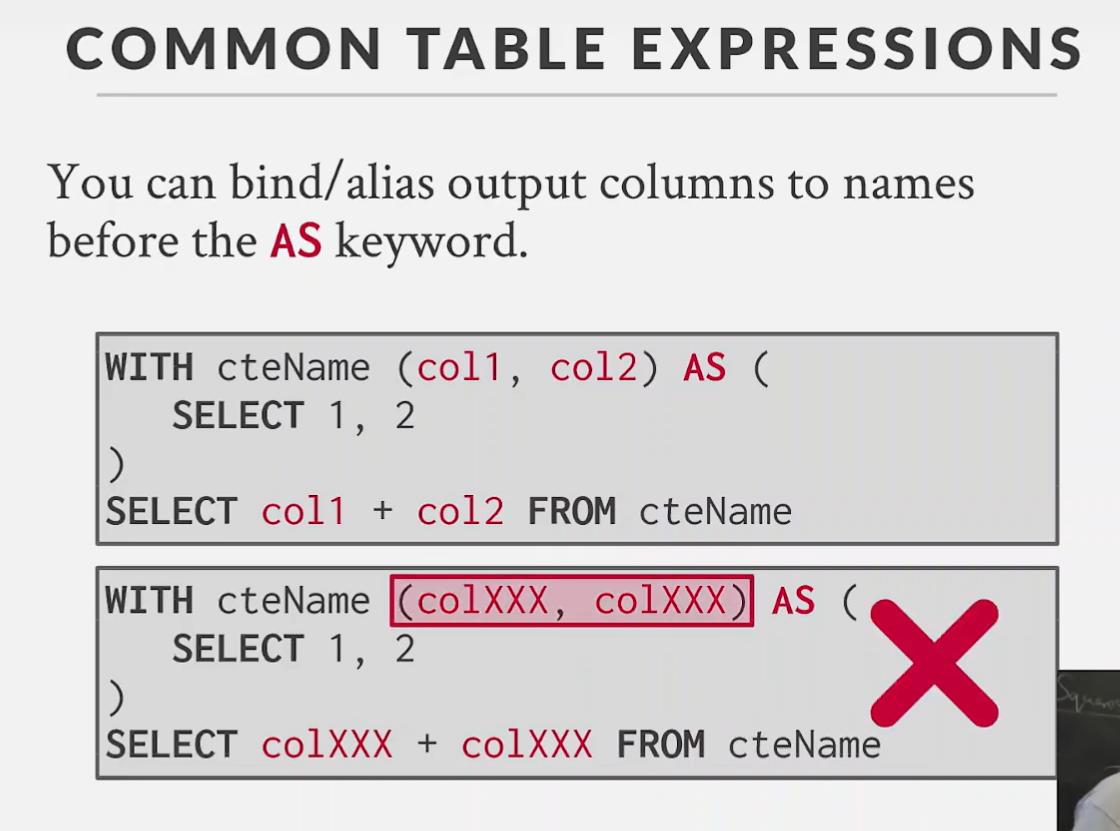 COMMON TABLE EXPRESSIONS
You can bind/alias output columns to names
before the AS keyword.
WITH cteName (col1, col2) AS (
SELECT 1, 2
)
SELECT col1 + col2 FROM cteName
WITH cteName (colXXX, colXXX) AS (
SELECT 1, 2
)
SELECT colXXX + colXXX FROM cteName